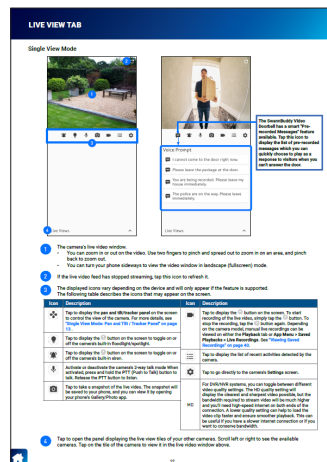 LIVE VIEW TAB
Single View Mode
2
1
3
4
Live Views
Voice Prompt
I cannot come to the door right now.
Please leave the package at the door.
You are being recorded. Please leave my
house immediately.
The police are on the way. Leave
immediately.
Live Views
The SwannBuddy Video
Doorbell has a smart "Pre-
recorded Messages" feature
available. Tap this icon to
display the list of pre-recorded
messages which you can
quickly choose to play as a
response to visitors when you
can't answer the door.
1 The camera's live video window.
- You can zoom in or out on the video. Use two fingers to pinch and spread out to zoom in on an area, and pinch
back to zoom out.
- You can turn your phone sideways to view the video window in landscape (fullscreen) mode.
2 If the live video feed has stopped streaming, tap this icon to refresh it.
3 The displayed icons vary depending on the device and will only appear if the feature is supported.
The following table describes the icons that may appear on the screen.
Icon Description
Tap to display the pan and tilt/tracker panel on the screen
to control the view of the camera. For more details, see
"Single View Mode: Pan and Tilt / Tracker Panel" on page
13.
Tap to display the button on the screen to toggle on or
off the camera's built-in floodlight/spotlight.
Tap to display the button on the screen to toggle on or
off the camera's built-in siren.
Activate or deactivate the camera's 2-way talk mode When
activated, press and hold the PTT (Push to Talk) button to
talk. Release the PTT button to listen.
Tap to take a snapshot of the live video. The snapshot will
be saved to your phone, and you can view it by opening
your phone's Gallery/Photo app.
Icon Description
Tap to display the button on the screen. To start
recording of the live video, simply tap the button. To
stop the recording, tap the button again. Depending
on the camera model, manual live recordings can be
viewed on either the Playback tab or App Menu > Saved
Playbacks > Live Recordings. See "Viewing Saved
Recordings" on page 40.
Tap to display the list of recent activities detected by the
camera.
Tap to go directly to the camera's Settings screen.
HD
For DVR/NVR systems, you can toggle between different
video quality settings. The HD quality setting will
display the clearest and sharpest video possible, but the
bandwidth required to stream video will be much higher
and you'll need high-speed internet on both ends of the
connection. A lower quality setting can help to load the
video clip faster and ensure smoother playback. This can
be useful if you have a slower internet connection or if you
want to conserve bandwidth.
4 Tap to open the panel displaying the live view tiles of your other cameras. Scroll left or right to see the available
cameras. Tap on the tile of the camera to view it in the live video window above.